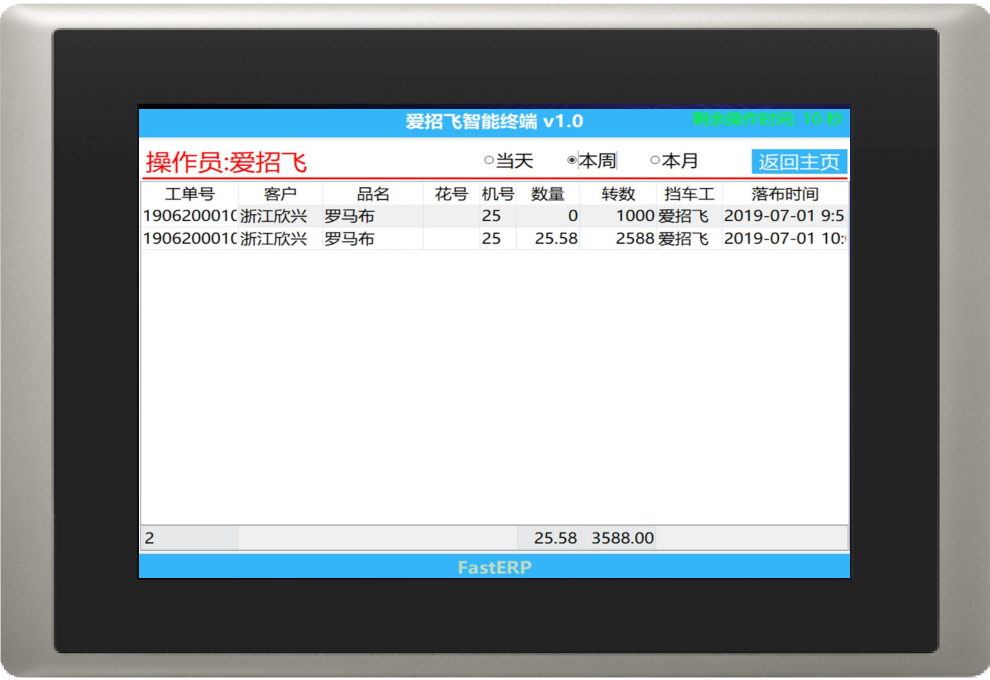 爱招飞智能终端 v1.0 剩余操作时间: 10 秒
操作员:爱招飞 当天 本周 本月 返回主页
工单号 客户 品名 花号 机号 数量 转数 挡车工 落布时间
190620001 浙江欣兴 罗马布 25 0 1000 爱招飞 2019-07-01 9:5
190620001 浙江欣兴 罗马布 25 25.58 2588 爱招飞 2019-07-01 10:
2 25.58 3588.00
FastERP